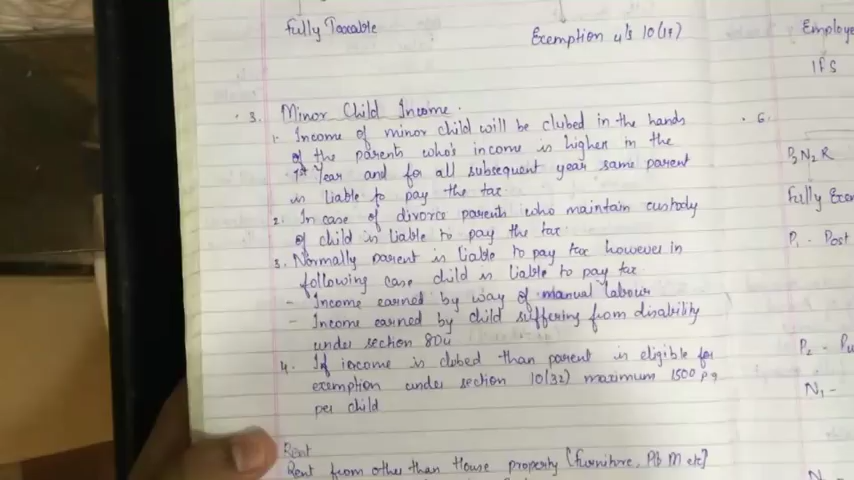 fully Taxable
Exemption u/s 10(17)
Employe
IFS
3. Minor Child Income.
1. Income of minor child will be clubed in the hands
of the parents who's income is higher in the
1st Year and for all subsequent year same parent
is liable to pay the tax
2. In case of divorce parents who maintain custody
of child is liable to pay the tax
3. Normally parent is liable to pay tax however in
following case child is liable to pay tax
- Income earned by way of manual labour
- Income earned by child suffering from disability
under section 80u
4. If income is clubed than parent is eligible for
exemption under section 10(32) maximum 1500 p.a
per child
Rent
Rent from other than House property [furniture, P& M etc]
6.
R
Fully Exe
P1 - Post
P2 - Pu
N1 -